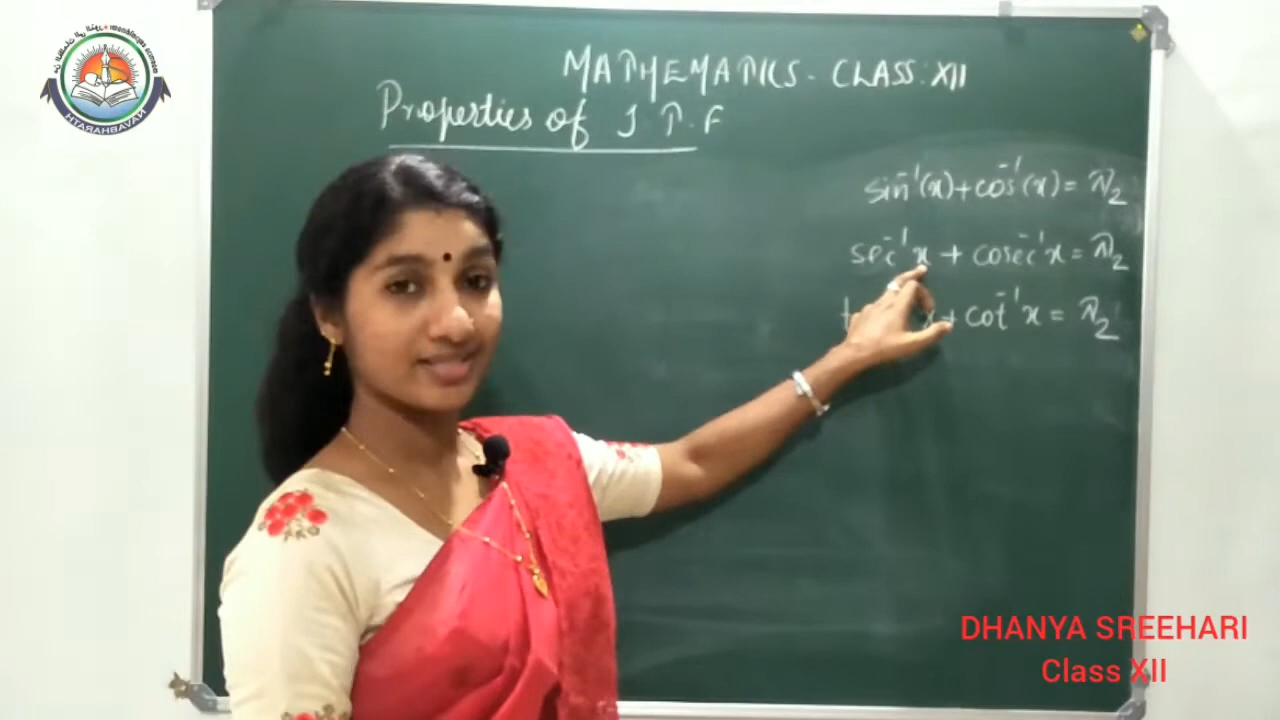 MATHEMATICS - CLASS: XII
Properties of I.T.F
sin⁻¹(x)+cos⁻¹(x)= π/2
sec⁻¹x + cosec⁻¹x = π/2
x + cot⁻¹x = π/2
NAVABHARATH
DHANYA SREEHARI
Class XII